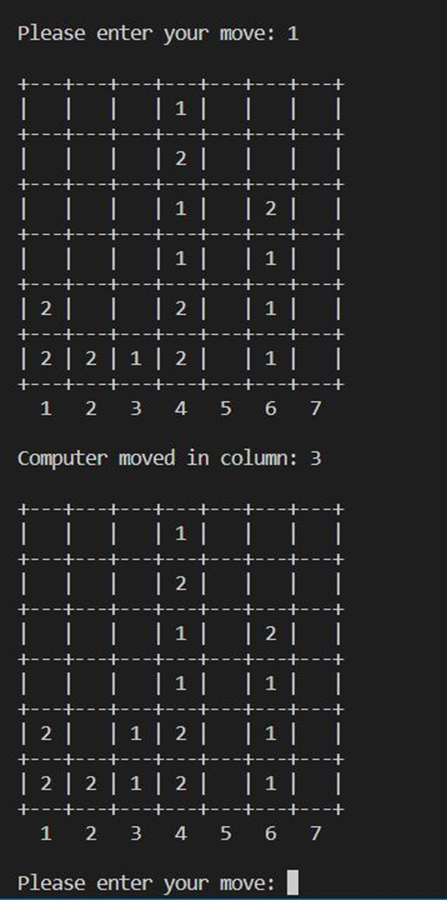 Please enter your move: 1
+---+---+---+---+---+---+---+
|   |   |   | 1 |   |   |   |
+---+---+---+---+---+---+---+
|   |   |   | 2 |   |   |   |
+---+---+---+---+---+---+---+
|   |   |   | 1 |   | 2 |   |
+---+---+---+---+---+---+---+
|   |   |   | 1 |   | 1 |   |
+---+---+---+---+---+---+---+
| 2 |   |   | 2 |   | 1 |   |
+---+---+---+---+---+---+---+
| 2 | 2 | 1 | 2 |   | 1 |   |
+---+---+---+---+---+---+---+
  1   2   3   4   5   6   7
Computer moved in column: 3
+---+---+---+---+---+---+---+
|   |   |   | 1 |   |   |   |
+---+---+---+---+---+---+---+
|   |   |   | 2 |   |   |   |
+---+---+---+---+---+---+---+
|   |   |   | 1 |   | 2 |   |
+---+---+---+---+---+---+---+
|   |   |   | 1 |   | 1 |   |
+---+---+---+---+---+---+---+
| 2 |   | 1 | 2 |   | 1 |   |
+---+---+---+---+---+---+---+
| 2 | 2 | 1 | 2 |   | 1 |   |
+---+---+---+---+---+---+---+
  1   2   3   4   5   6   7
Please enter your move: